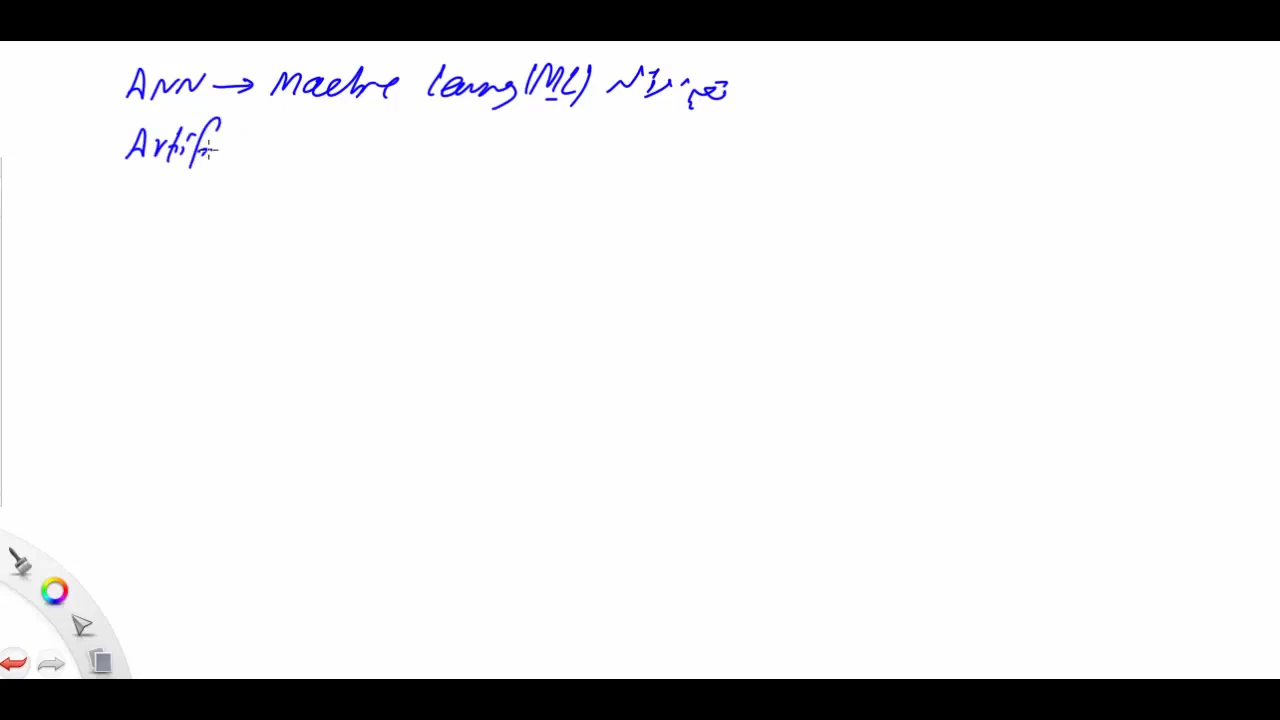 ANN → Machine learning (ML)
Artifi